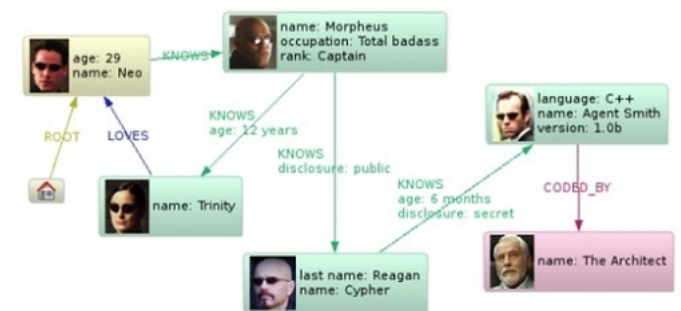 name: Morpheus
occupation: Total badass
rank: Captain
age: 29
name: Neo
KNOWS
language: C++
name: Agent Smith
version: 1.0b
KNOWS
age: 12 years
ROOT
LOVES
KNOWS
disclosure: public
KNOWS
age: 6 months
disclosure: secret
CODED_BY
name: Trinity
name: The Architect
last name: Reagan
name: Cypher